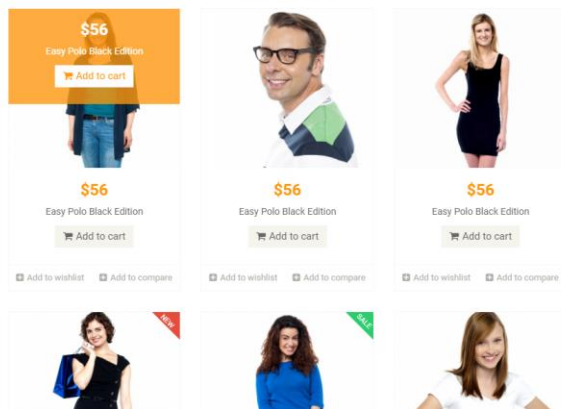 $56
Easy Polo Black Edition
Add to cart
$56
Easy Polo Black Edition
Add to cart
Add to wishlist
Add to compare
$56
Easy Polo Black Edition
Add to cart
Add to wishlist
Add to compare
$56
Easy Polo Black Edition
Add to cart
Add to wishlist
Add to compare
NEW
SALE